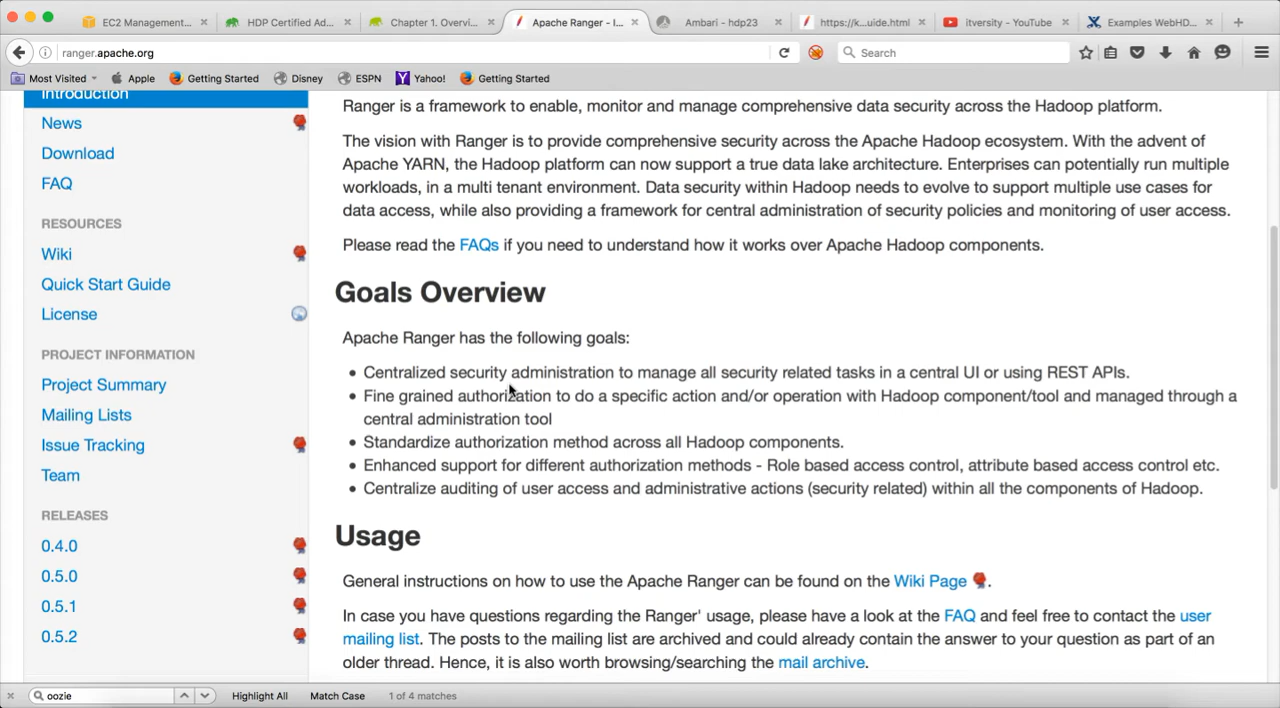 EC2 Management...
HDP Certified Ad...
Chapter 1. Overvi...
Apache Ranger - I...
Ambari - hdp23
https://k...uide.html
itversity - YouTube
Examples WebHD...
ranger.apache.org
Search
Most Visited
Apple
Getting Started
Disney
ESPN
Yahoo!
Getting Started
Introduction
News
Download
FAQ
RESOURCES
Wiki
Quick Start Guide
License
PROJECT INFORMATION
Project Summary
Mailing Lists
Issue Tracking
Team
RELEASES
0.4.0
0.5.0
0.5.1
0.5.2
Ranger is a framework to enable, monitor and manage comprehensive data security across the Hadoop platform.
The vision with Ranger is to provide comprehensive security across the Apache Hadoop ecosystem. With the advent of
Apache YARN, the Hadoop platform can now support a true data lake architecture. Enterprises can potentially run multiple
workloads, in a multi tenant environment. Data security within Hadoop needs to evolve to support multiple use cases for
data access, while also providing a framework for central administration of security policies and monitoring of user access.
Please read the FAQs if you need to understand how it works over Apache Hadoop components.
Goals Overview
Apache Ranger has the following goals:
• Centralized security administration to manage all security related tasks in a central UI or using REST APIs.
• Fine grained authorization to do a specific action and/or operation with Hadoop component/tool and managed through a
central administration tool
• Standardize authorization method across all Hadoop components.
• Enhanced support for different authorization methods - Role based access control, attribute based access control etc.
• Centralize auditing of user access and administrative actions (security related) within all the components of Hadoop.
Usage
General instructions on how to use the Apache Ranger can be found on the Wiki Page.
In case you have questions regarding the Ranger' usage, please have a look at the FAQ and feel free to contact the user
mailing list. The posts to the mailing list are archived and could already contain the answer to your question as part of an
older thread. Hence, it is also worth browsing/searching the mail archive.
oozie
Highlight All
Match Case
1 of 4 matches